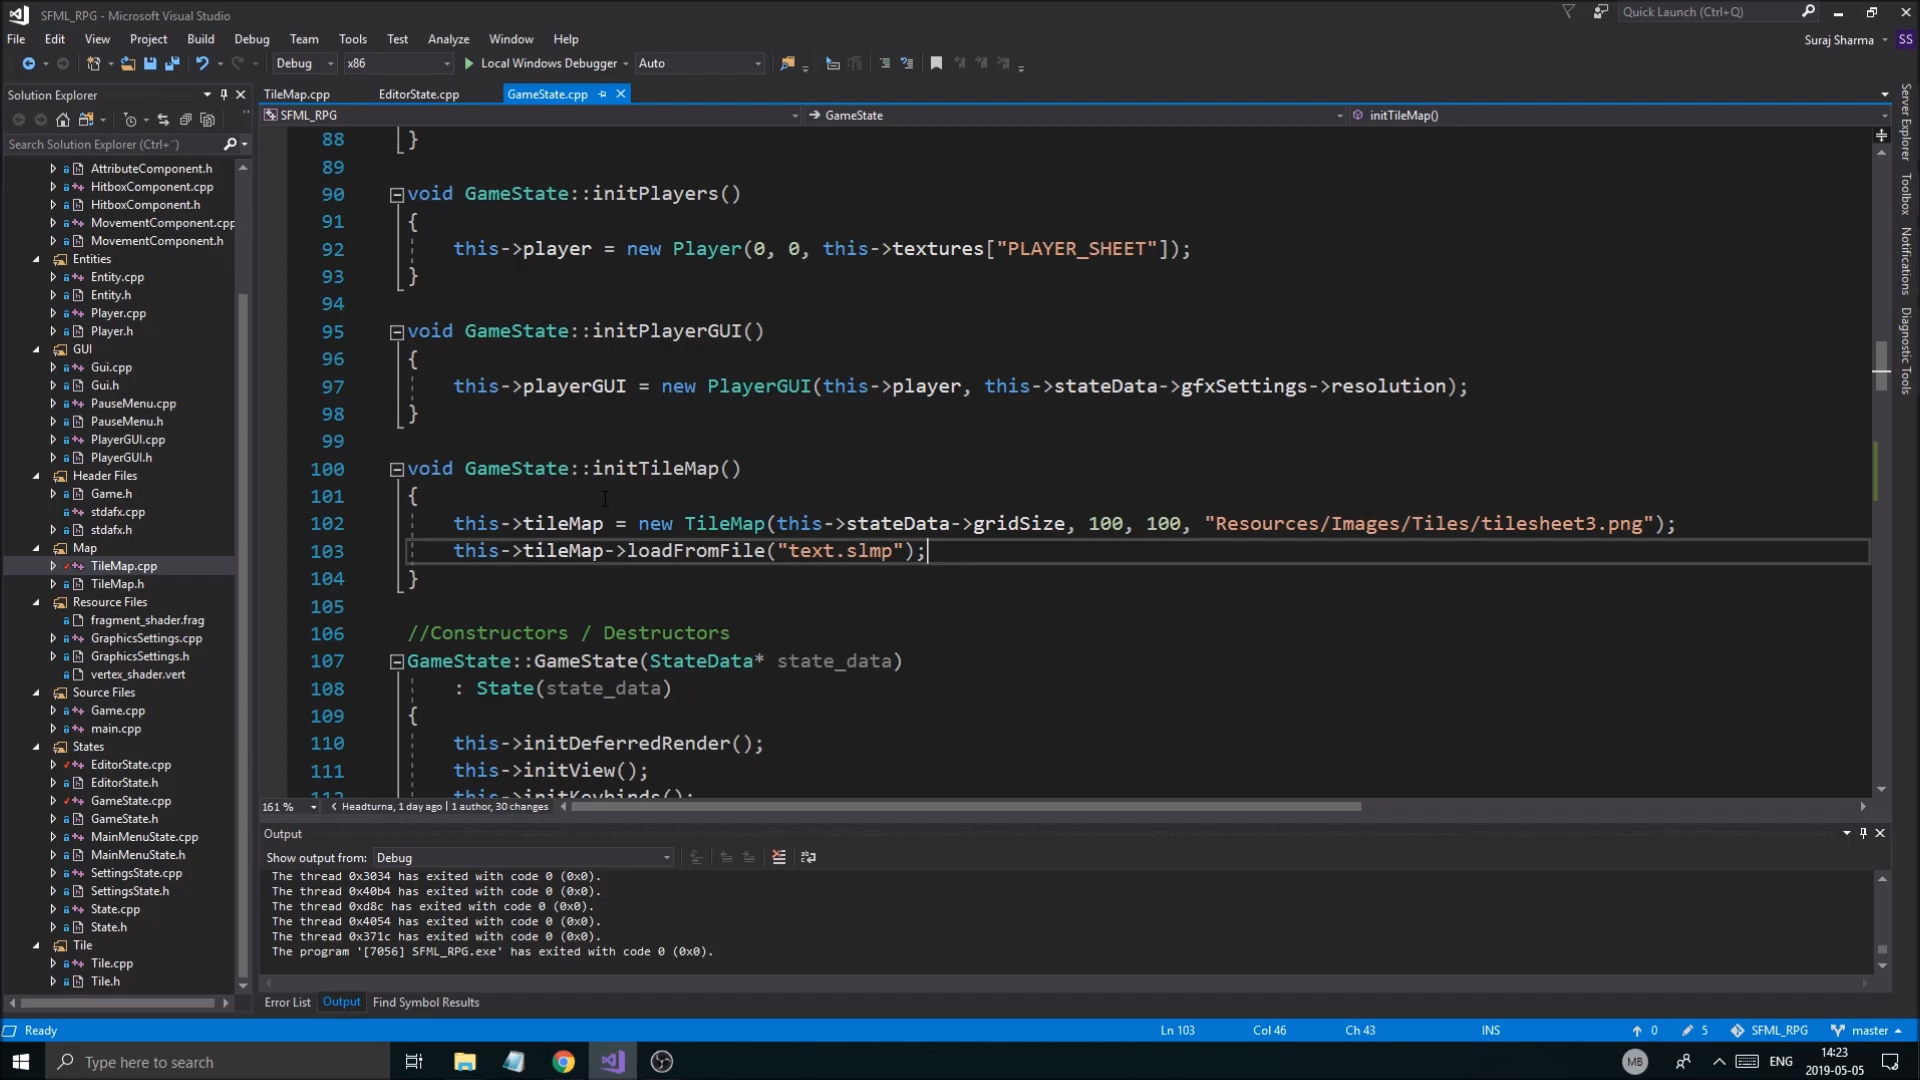 SFML_RPG - Microsoft Visual Studio
Quick Launch (Ctrl+Q)
File Edit View Project Build Debug Team Tools Test Analyze Window Help
Suraj Sharma SS
Debug x86 Local Windows Debugger Auto
Solution Explorer
Search Solution Explorer (Ctrl+¨)
AttributeComponent.h
HitboxComponent.cpp
HitboxComponent.h
MovementComponent.cpp
MovementComponent.h
Entities
Entity.cpp
Entity.h
Player.cpp
Player.h
GUI
Gui.cpp
Gui.h
PauseMenu.cpp
PauseMenu.h
PlayerGUI.cpp
PlayerGUI.h
Header Files
Game.h
stdafx.cpp
stdafx.h
Map
TileMap.cpp
TileMap.h
Resource Files
fragment_shader.frag
GraphicsSettings.cpp
GraphicsSettings.h
vertex_shader.vert
Source Files
Game.cpp
main.cpp
States
EditorState.cpp
EditorState.h
GameState.cpp
GameState.h
MainMenuState.cpp
MainMenuState.h
SettingsState.cpp
SettingsState.h
State.cpp
State.h
Tile
Tile.cpp
Tile.h
TileMap.cpp EditorState.cpp GameState.cpp
SFML_RPG GameState initTileMap()
88 }
89
90 void GameState::initPlayers()
91 {
92 this->player = new Player(0, 0, this->textures["PLAYER_SHEET"]);
93 }
94
95 void GameState::initPlayerGUI()
96 {
97 this->playerGUI = new PlayerGUI(this->player, this->stateData->gfxSettings->resolution);
98 }
99
100 void GameState::initTileMap()
101 {
102 this->tileMap = new TileMap(this->stateData->gridSize, 100, 100, "Resources/Images/Tiles/tilesheet3.png");
103 this->tileMap->loadFromFile("text.slmp");
104 }
105
106 //Constructors / Destructors
107 GameState::GameState(StateData* state_data)
108 : State(state_data)
109 {
110 this->initDeferredRender();
111 this->initView();
112 this->initKeybinds();
161 % Headturna, 1 day ago | 1 author, 30 changes
Output
Show output from: Debug
The thread 0x3034 has exited with code 0 (0x0).
The thread 0x40b4 has exited with code 0 (0x0).
The thread 0xd8c has exited with code 0 (0x0).
The thread 0x4054 has exited with code 0 (0x0).
The thread 0x371c has exited with code 0 (0x0).
The program '[7056] SFML_RPG.exe' has exited with code 0 (0x0).
Error List Output Find Symbol Results
Server Explorer
Toolbox
Notifications
Diagnostic Tools
Ready Ln 103 Col 46 Ch 43 INS 0 5 SFML_RPG master
Type here to search
MB ENG 14:23
2019-05-05